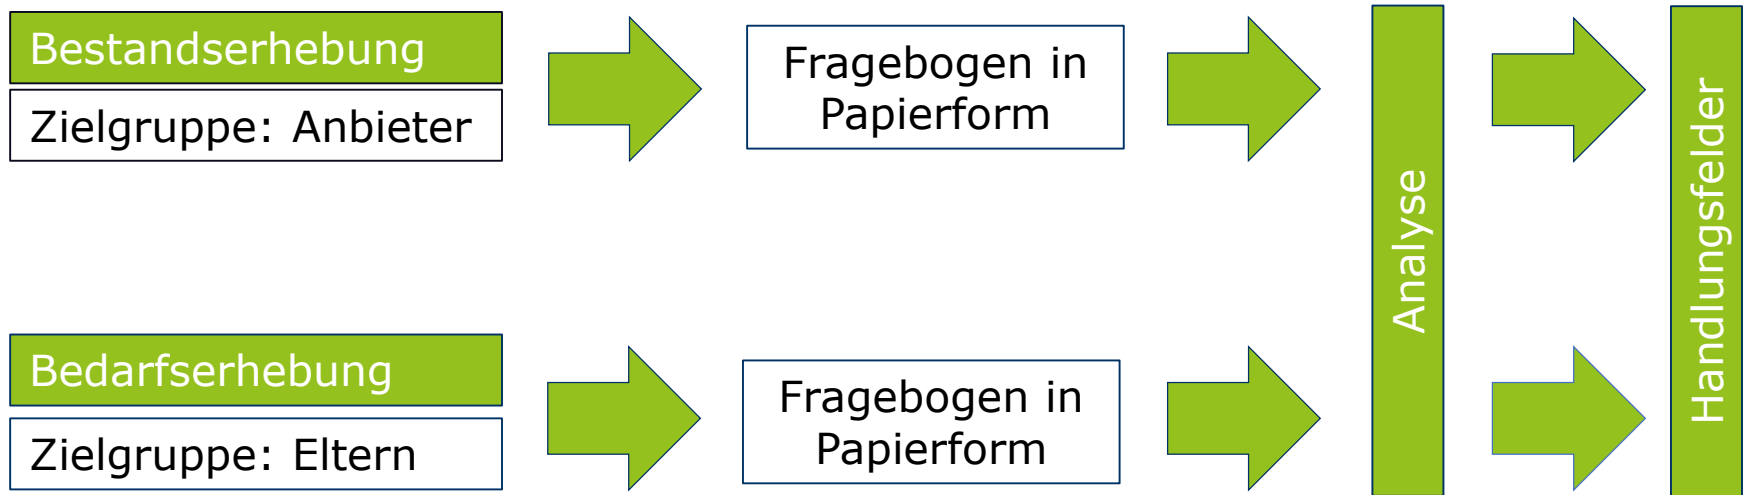 Bestandserhebung
Zielgruppe: Anbieter
Fragebogen in
Papierform
Bedarfserhebung
Zielgruppe: Eltern
Fragebogen in
Papierform
Analyse
Handlungsfelder